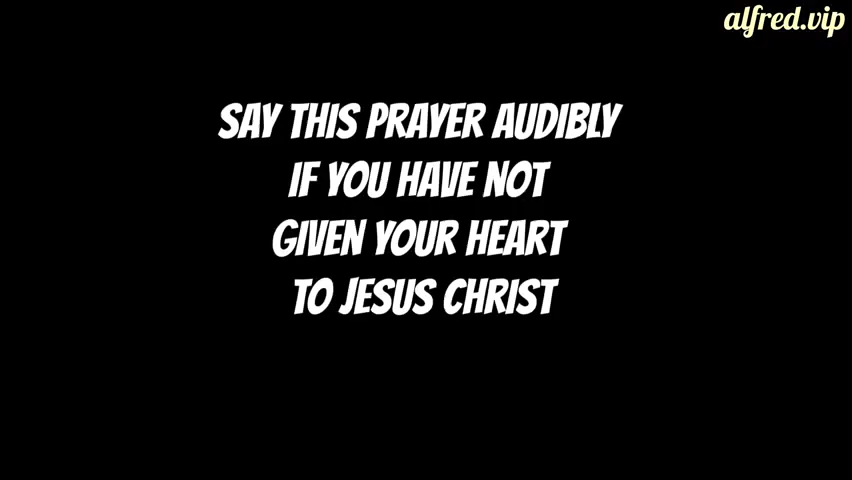 alfred.vip
SAY THIS PRAYER AUDIBLY
IF YOU HAVE NOT
GIVEN YOUR HEART
TO JESUS CHRIST